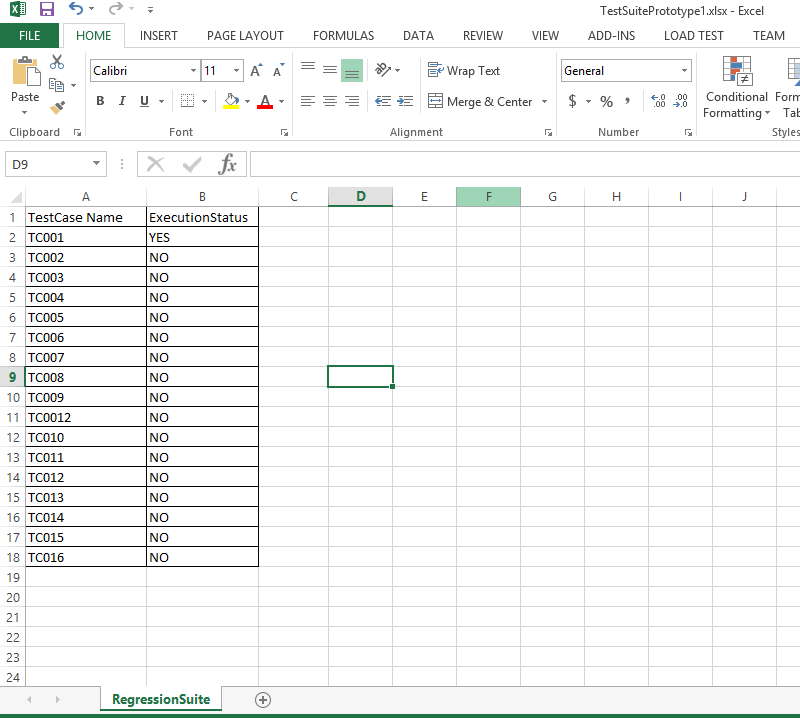 TestSuitePrototype1.xlsx - Excel
FILE HOME INSERT PAGE LAYOUT FORMULAS DATA REVIEW VIEW ADD-INS LOAD TEST TEAM
Calibri 11 A A Wrap Text General
Paste B I U A Merge & Center $ % , .00 .0 Conditional Form
Formatting Tab
Clipboard Font Alignment Number Styles
D9 fx
A B C D E F G H I J
1 TestCase Name ExecutionStatus
2 TC001 YES
3 TC002 NO
4 TC003 NO
5 TC004 NO
6 TC005 NO
7 TC006 NO
8 TC007 NO
9 TC008 NO
10 TC009 NO
11 TC0012 NO
12 TC010 NO
13 TC011 NO
14 TC012 NO
15 TC013 NO
16 TC014 NO
17 TC015 NO
18 TC016 NO
19
20
21
22
23
24
RegressionSuite